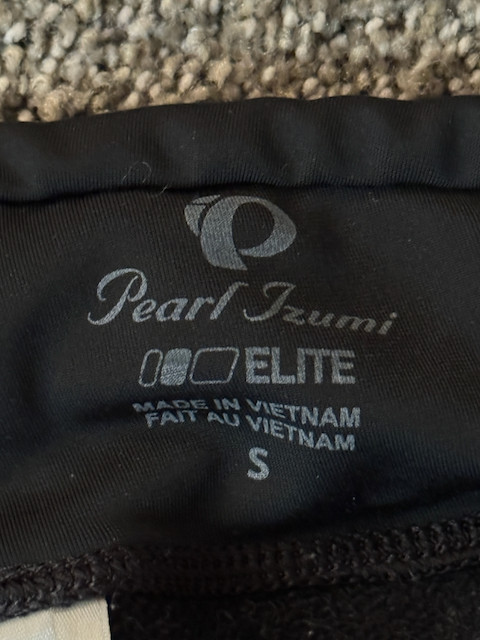 Pearl Izumi
ELITE
MADE IN VIETNAM
FAIT AU VIETNAM
S